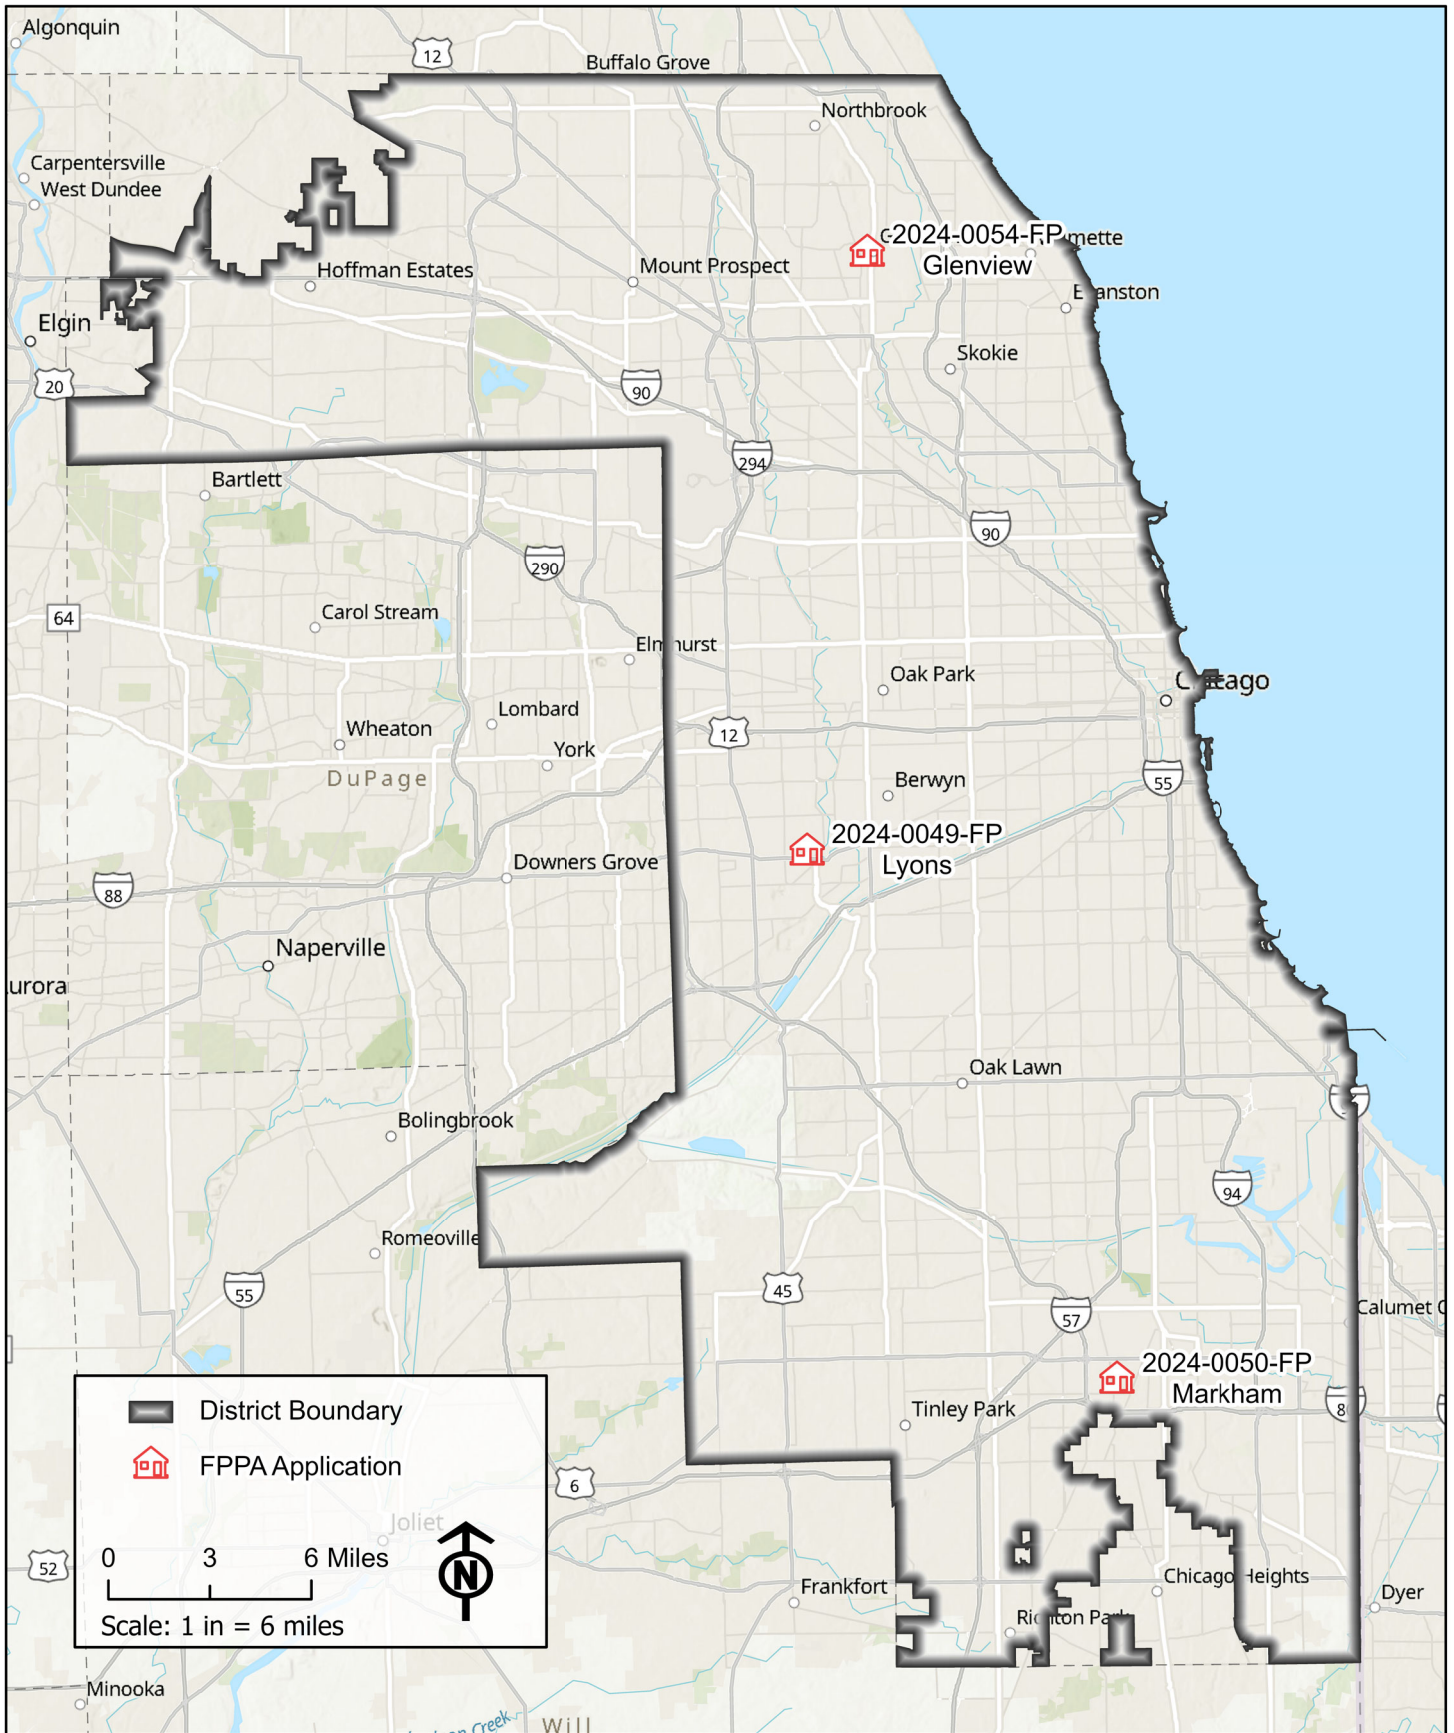 Algonquin
12
Buffalo Grove
Northbrook
Carpentersville
West Dundee
2024-0054-FP
Glenview
Hoffman Estates
Mount Prospect
Elgin
Skokie
20
90
294
Bartlett
90
290
64
Carol Stream
Oak Park
Lombard
12
Wheaton
York
DuPage
Berwyn
55
2024-0049-FP
Lyons
Downers Grove
88
Naperville
Oak Lawn
Bolingbrook
94
Romeoville
55
45
57
2024-0050-FP
Markham
Tinley Park
District Boundary
FPPA Application
6
Joliet
N
0 3 6 Miles
Scale: 1 in = 6 miles
52
Frankfort
Chicago Heights
Dyer
Minooka
Will